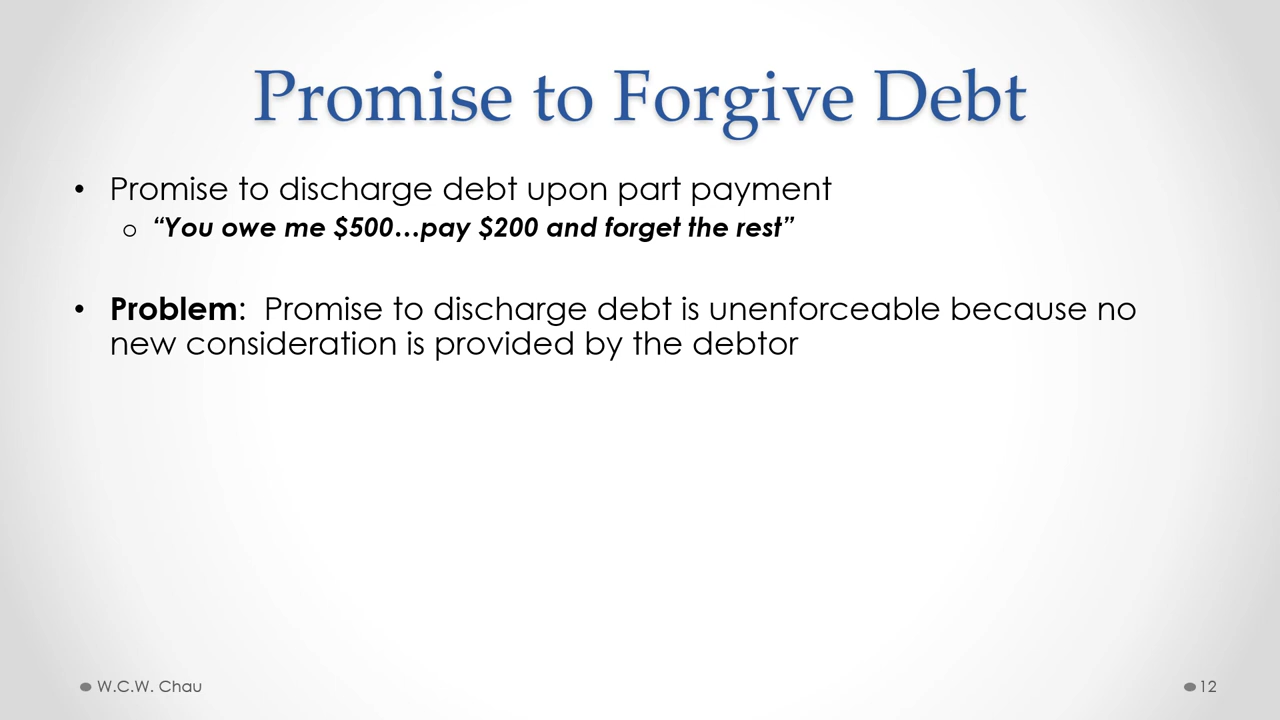 Promise to Forgive Debt
• Promise to discharge debt upon part payment
o “You owe me $500…pay $200 and forget the rest”
• Problem:  Promise to discharge debt is unenforceable because no
new consideration is provided by the debtor
W.C.W. Chau
12